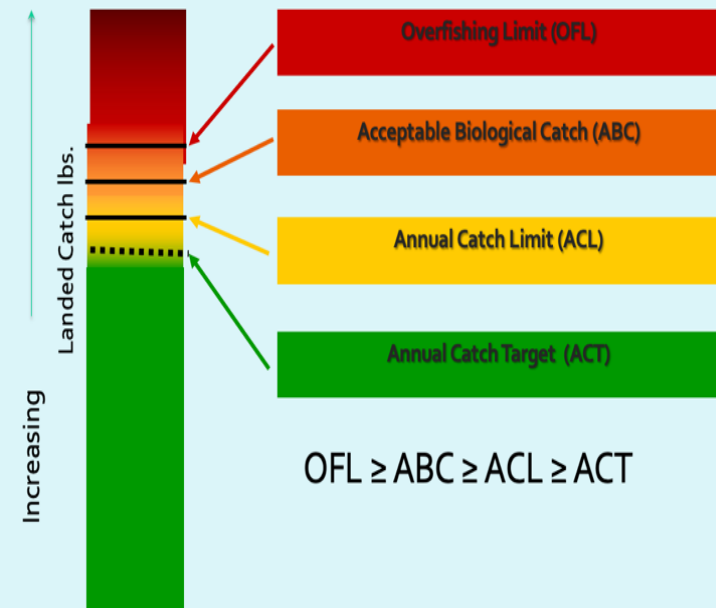 Overfishing Limit (OFL)
Acceptable Biological Catch (ABC)
Annual Catch Limit (ACL)
Annual Catch Target (ACT)
OFL ≥ ABC ≥ ACL ≥ ACT
Landed Catch lbs.
Increasing